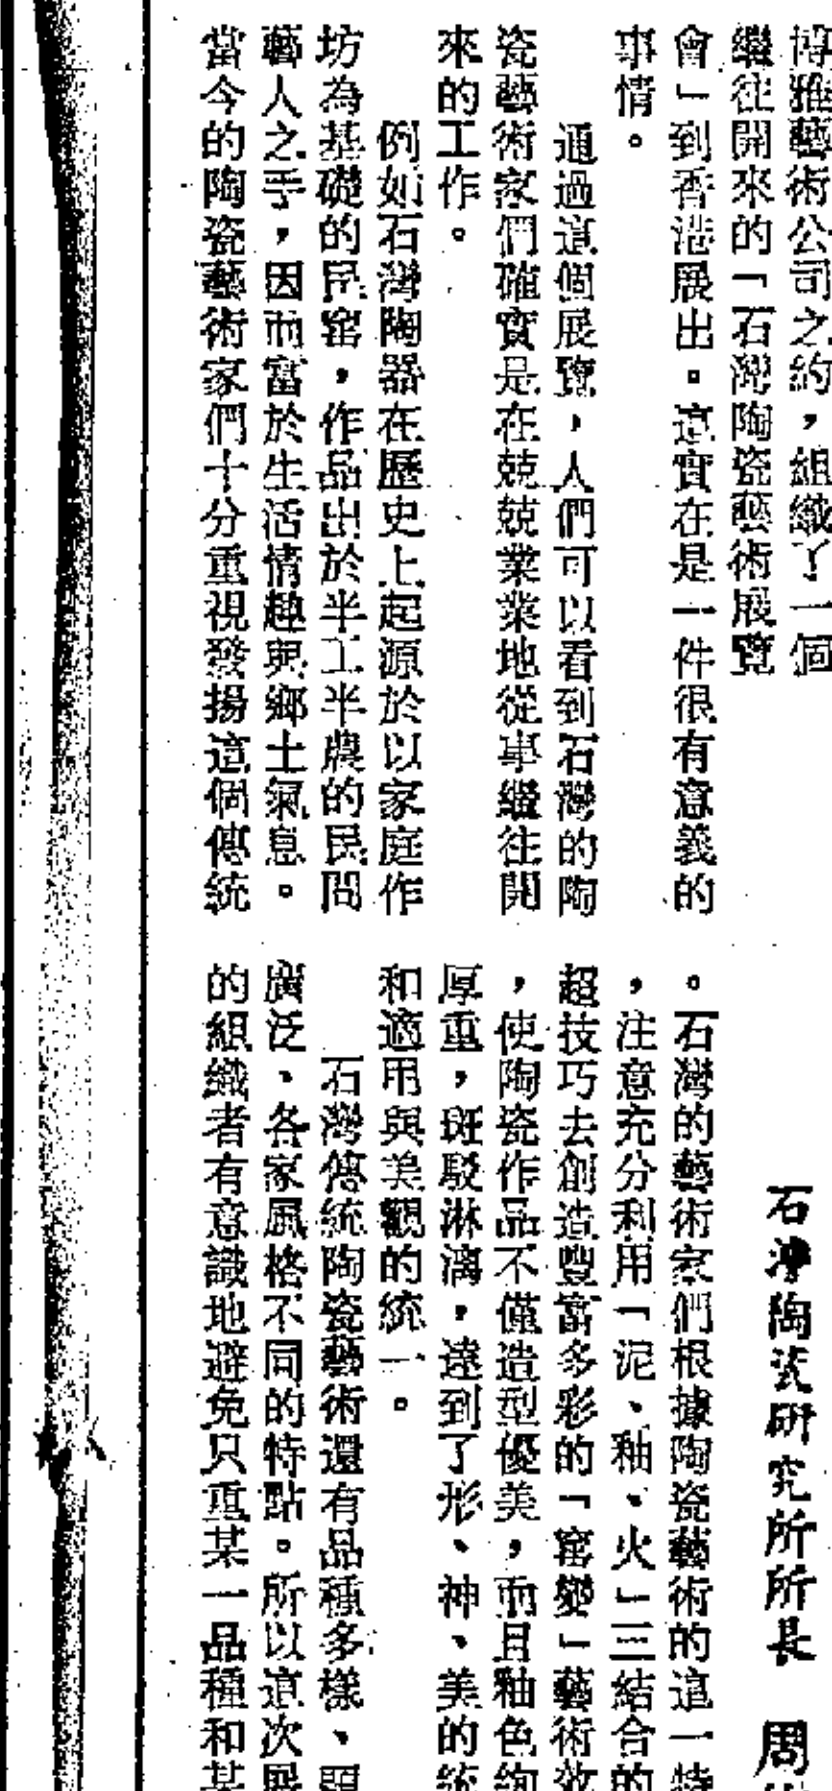 博雅藝術公司之約，組織了一個
繼往開來的「石灣陶瓷藝術展覽
會」到香港展出。這實在是一件很有意義的
事情。
通過這個展覽，人們可以看到石灣的陶
瓷藝術家們確實是在兢兢業業地從事繼往開
來的工作。
例如石灣陶器在歷史上起源於以家庭作
坊為基礎的民窰，作品出於半工半農的民間
藝人之手，因而富於生活情趣與鄉土氣息。
當今的陶瓷藝術家們十分重視發揚這個傳統
石灣陶瓷研究所所長 周
。石灣的藝術家們根據陶瓷藝術的這一特
，注意充分利用「泥、釉、火」三結合的
超技巧去創造豐富多彩的「窰變」藝術效
，使陶瓷作品不僅造型優美，而且釉色絢
厚重，斑駁淋漓，達到了形、神、美的統
和適用與美觀的統一。
石灣傳統陶瓷藝術還有品種多樣、題
廣泛、各家風格不同的特點。所以這次展
的組織者有意識地避免只重某一品種和某